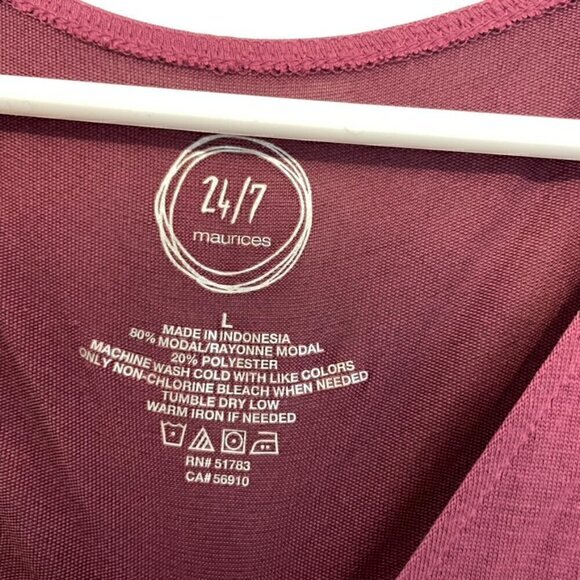 24/7
maurices
L
MADE IN INDONESIA
80% MODAL/RAYONNE MODAL
20% POLYESTER
MACHINE WASH COLD WITH LIKE COLORS
ONLY NON-CHLORINE BLEACH WHEN NEEDED
TUMBLE DRY LOW
WARM IRON IF NEEDED
RN# 51783
CA# 56910